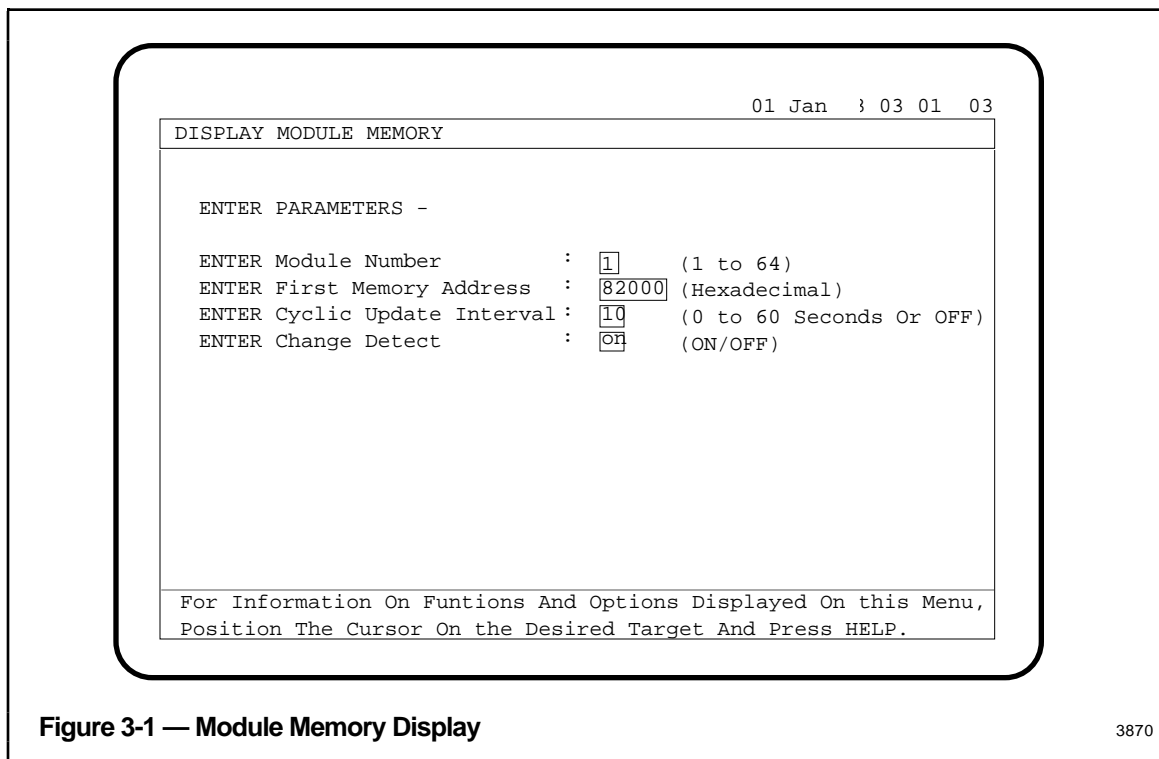 01 Jan 03 01 03
DISPLAY MODULE MEMORY
ENTER PARAMETERS -
ENTER Module Number : 1 (1 to 64)
ENTER First Memory Address : 82000 (Hexadecimal)
ENTER Cyclic Update Interval : 10 (0 to 60 Seconds Or OFF)
ENTER Change Detect : on (ON/OFF)
For Information On Funtions And Options Displayed On this Menu,
Position The Cursor On the Desired Target And Press HELP.
Figure 3-1 — Module Memory Display
3870